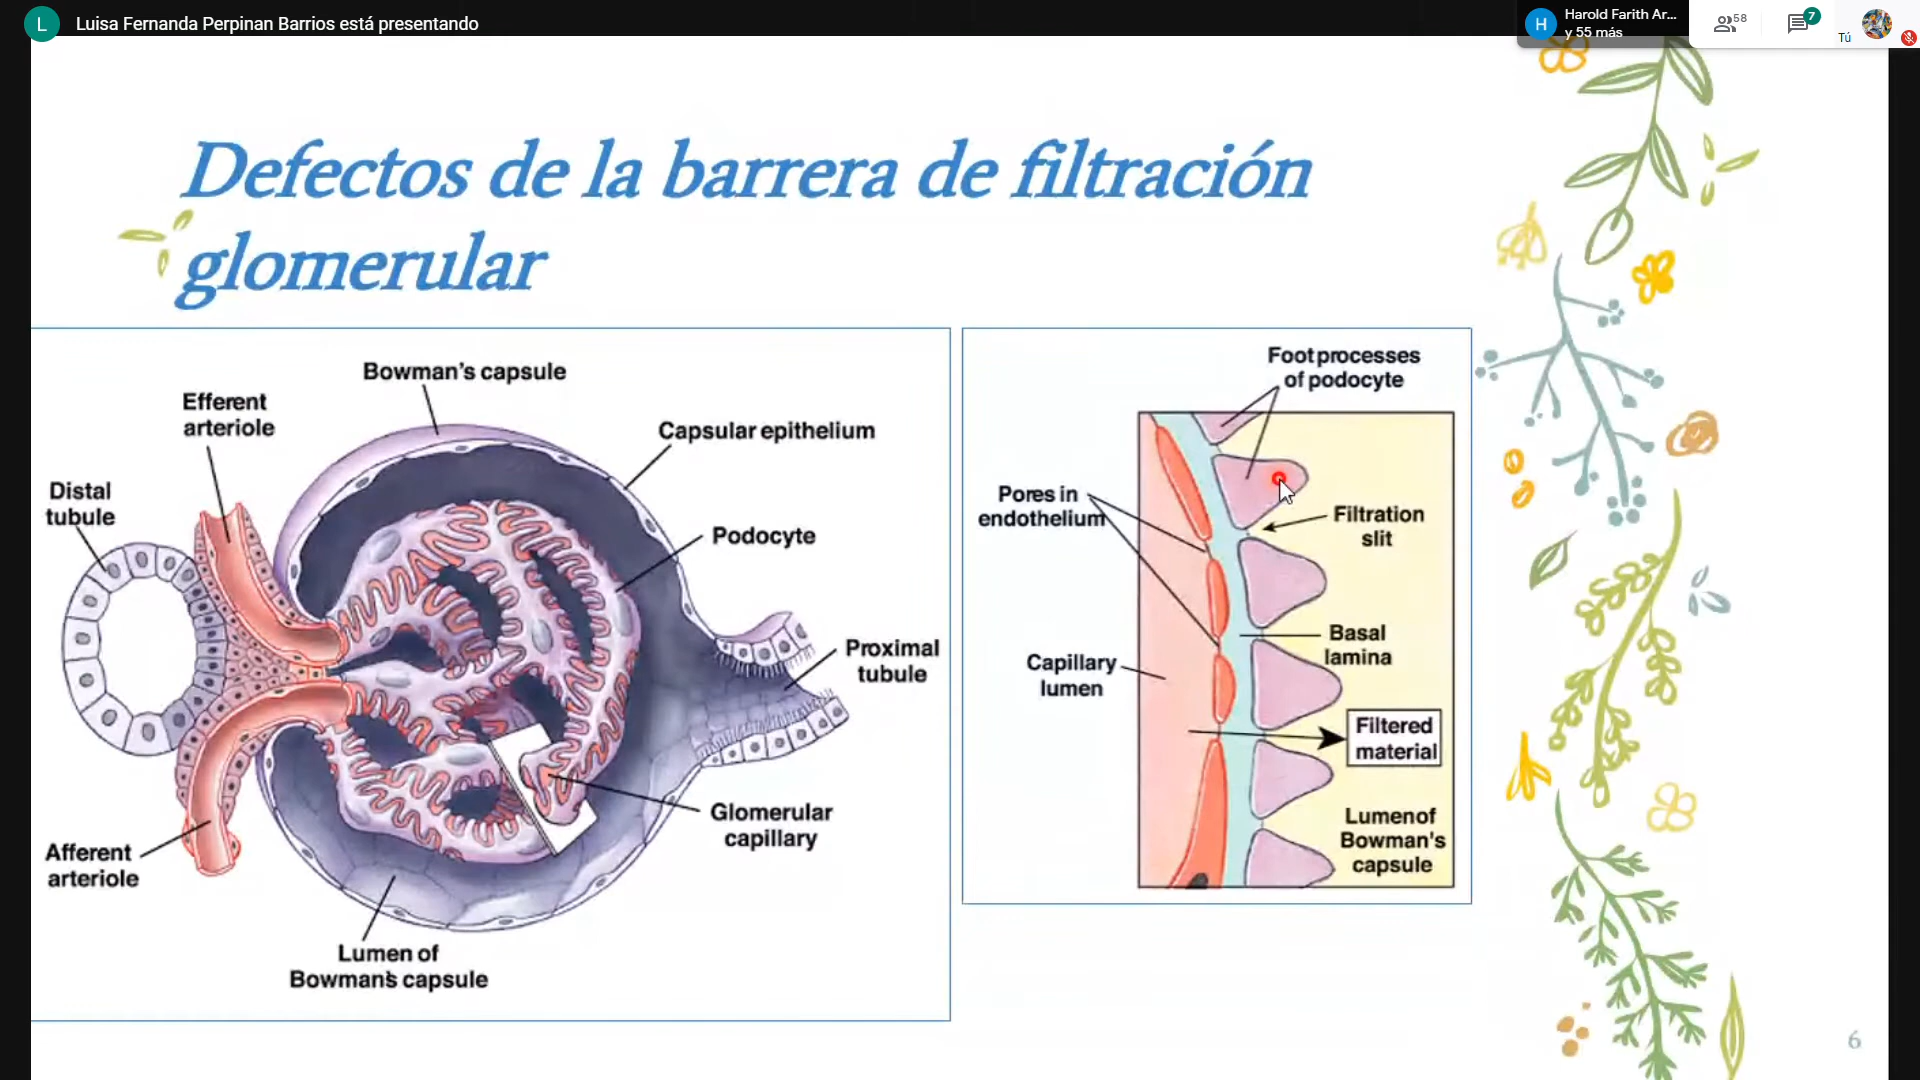 Luisa Fernanda Perpinan Barrios está presentando
Harold Farith Ar...
y 55 más
58
7
Tú
L
H
Defectos de la barrera de filtración
glomerular
Bowman's capsule
Efferent
arteriole
Capsular epithelium
Distal
tubule
Podocyte
Proximal
tubule
Glomerular
capillary
Afferent
arteriole
Lumen of
Bowman's capsule
Foot processes
of podocyte
Pores in
endothelium
Filtration
slit
Basal
lamina
Capillary
lumen
Filtered
material
Lumenof
Bowman's
capsule
6